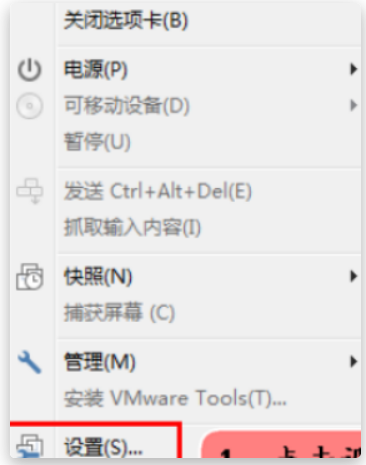 关闭选项卡(B)
电源(P)
可移动设备(D)
暂停(U)
发送 Ctrl+Alt+Del(E)
抓取输入内容(I)
快照(N)
捕获屏幕 (C)
管理(M)
安装 VMware Tools(T)...
设置(S)...
1